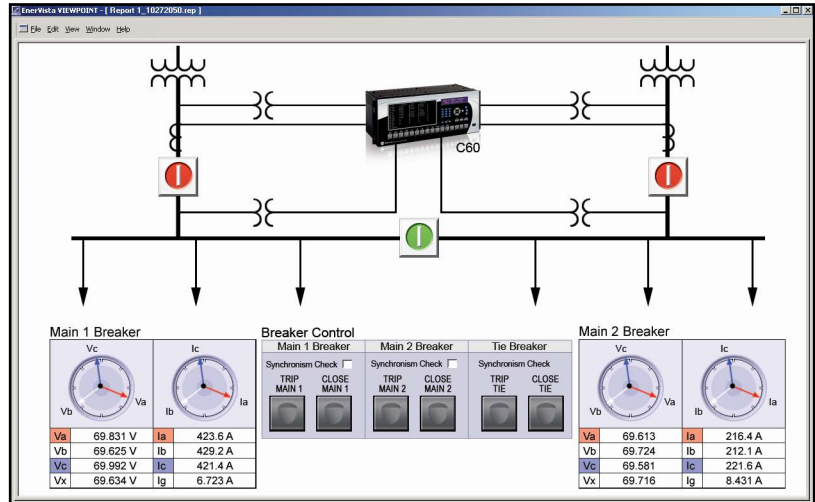 EnerVista VIEWPOINT - [ Report 1_10272050.rep ]
File Edit View Window Help
C60
Main 1 Breaker
Vc
Va
Vb
Ic
Ia
Ib
Va 69.831 V Ia 423.6 A
Vb 69.625 V Ib 429.2 A
Vc 69.992 V Ic 421.4 A
Vx 69.634 V Ig 6.723 A
Breaker Control
Main 1 Breaker Main 2 Breaker Tie Breaker
Synchronism Check Synchronism Check Synchronism Check
TRIP CLOSE TRIP CLOSE TRIP CLOSE
MAIN 1 MAIN 1 MAIN 2 MAIN 2 TIE TIE
Main 2 Breaker
Vc
Va
Vb
Ic
Ia
Ib
Va 69.613 Ia 216.4 A
Vb 69.724 Ib 212.1 A
Vc 69.581 Ic 221.6 A
Vx 69.716 Ig 8.431 A